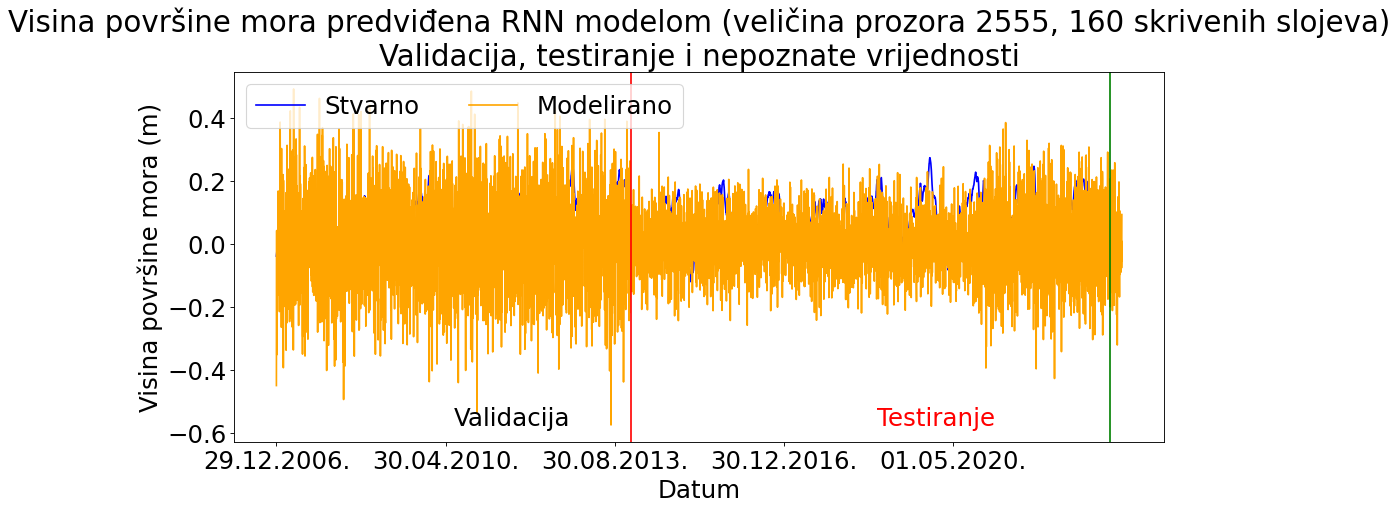 Visina površine mora predviđena RNN modelom (veličina prozora 2555, 160 skrivenih slojeva)
Validacija, testiranje i nepoznate vrijednosti
Stvarno Modelirano
Visina površine mora (m)
0.4
0.2
0.0
−0.2
−0.4
−0.6
Validacija Testiranje
29.12.2006. 30.04.2010. 30.08.2013. 30.12.2016. 01.05.2020.
Datum